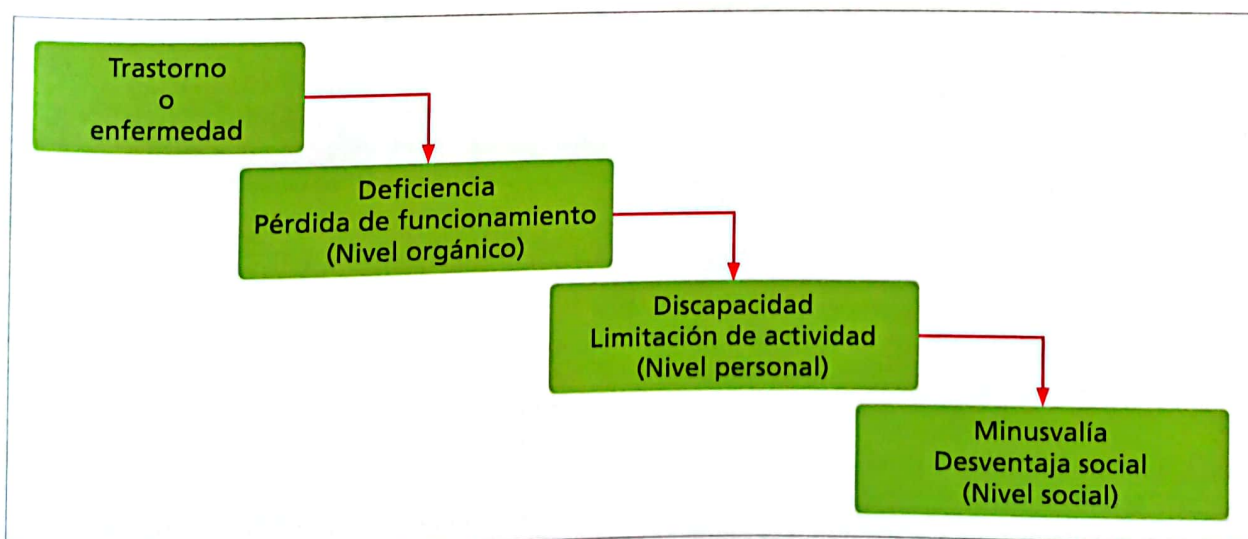 Trastorno
o
enfermedad
Deficiencia
Pérdida de funcionamiento
(Nivel orgánico)
Discapacidad
Limitación de actividad
(Nivel personal)
Minusvalía
Desventaja social
(Nivel social)